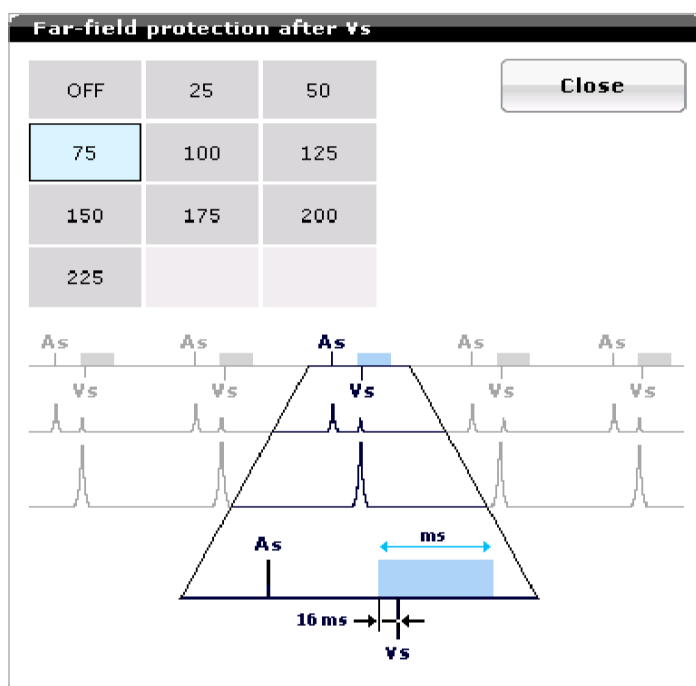 Far-field protection after Vs
OFF 25 50 Close
75 100 125
150 175 200
225
As As As As As
Vs Vs Vs Vs Vs
As ms
16 ms
Vs